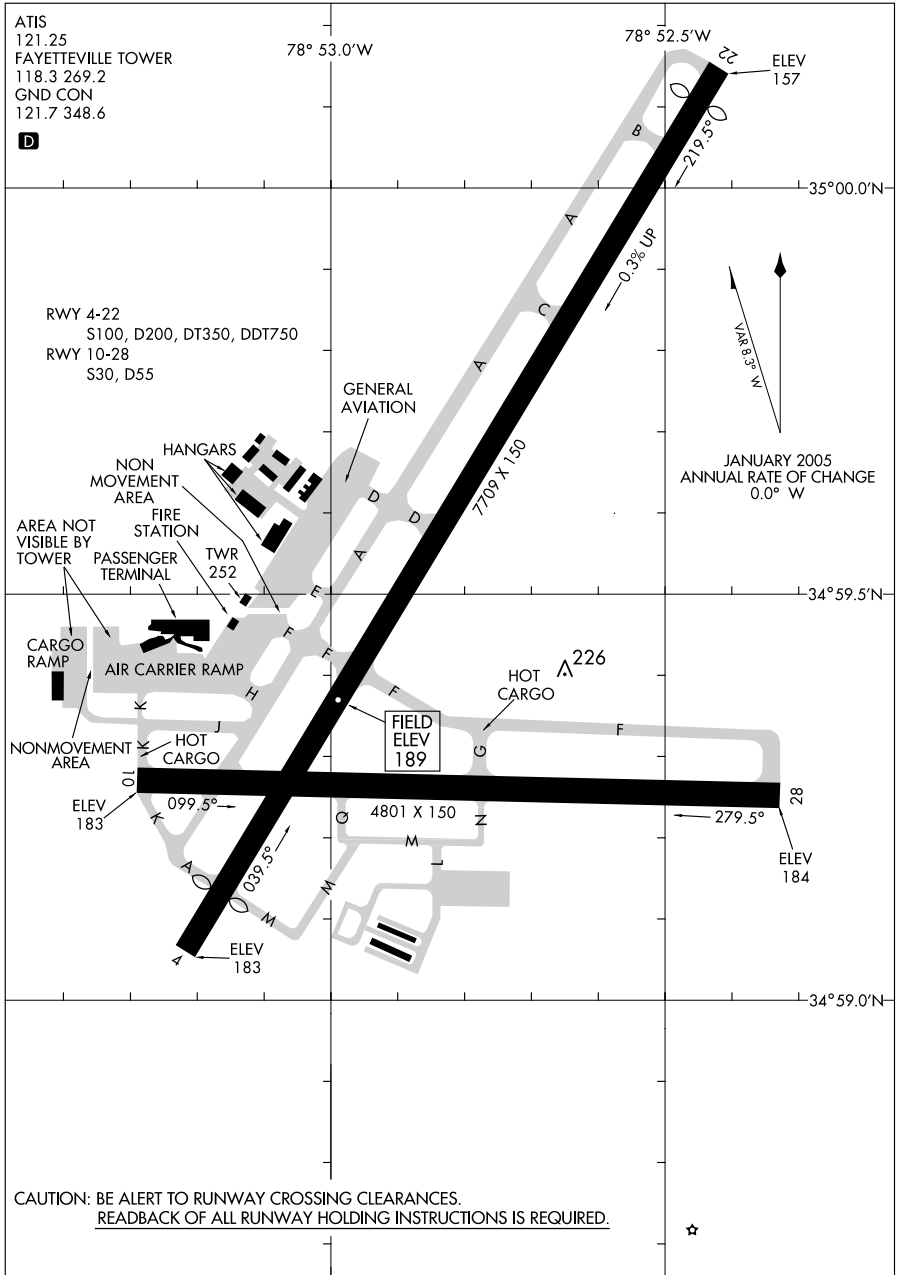 ATIS
121.25
FAYETTEVILLE TOWER
118.3 269.2
GND CON
121.7 348.6
D
78° 53.0'W
78° 52.5'W
22
ELEV
157
B
219.5°
35°00.0'N
A
0.3% UP
RWY 4-22
S100, D200, DT350, DDT750
RWY 10-28
S30, D55
C
A
VAR 8.3° W
JANUARY 2005
ANNUAL RATE OF CHANGE
0.0° W
GENERAL
AVIATION
HANGARS
NON
MOVEMENT
AREA
D
D
7709 X 150
FIRE
STATION
A
AREA NOT
VISIBLE BY
TOWER
PASSENGER
TERMINAL
TWR
252
E
34°59.5'N
F
F
CARGO
RAMP
AIR CARRIER RAMP
226
H
F
HOT
CARGO
K
J
FIELD
ELEV
189
F
NONMOVEMENT
AREA
K
HOT
CARGO
G
10
099.5°
4801 X 150
279.5°
28
ELEV
183
K
Q
N
M
ELEV
184
A
039.5°
M
L
M
4
ELEV
183
34°59.0'N
CAUTION: BE ALERT TO RUNWAY CROSSING CLEARANCES.
READBACK OF ALL RUNWAY HOLDING INSTRUCTIONS IS REQUIRED.